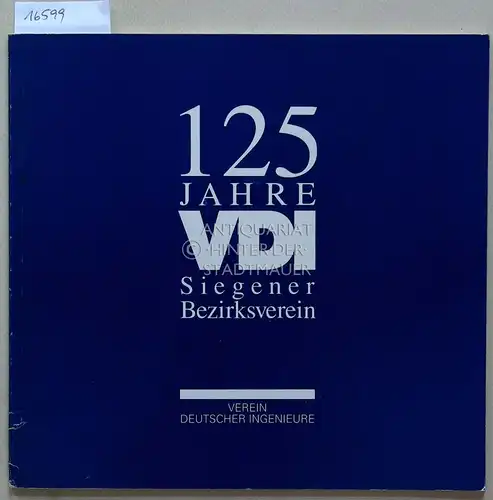 16599
125
JAHRE
VDI
ANTIQUARIAT
© HINTER DER
STADTMAUER
Siegener
Bezirksverein
VEREIN
DEUTSCHER INGENIEURE